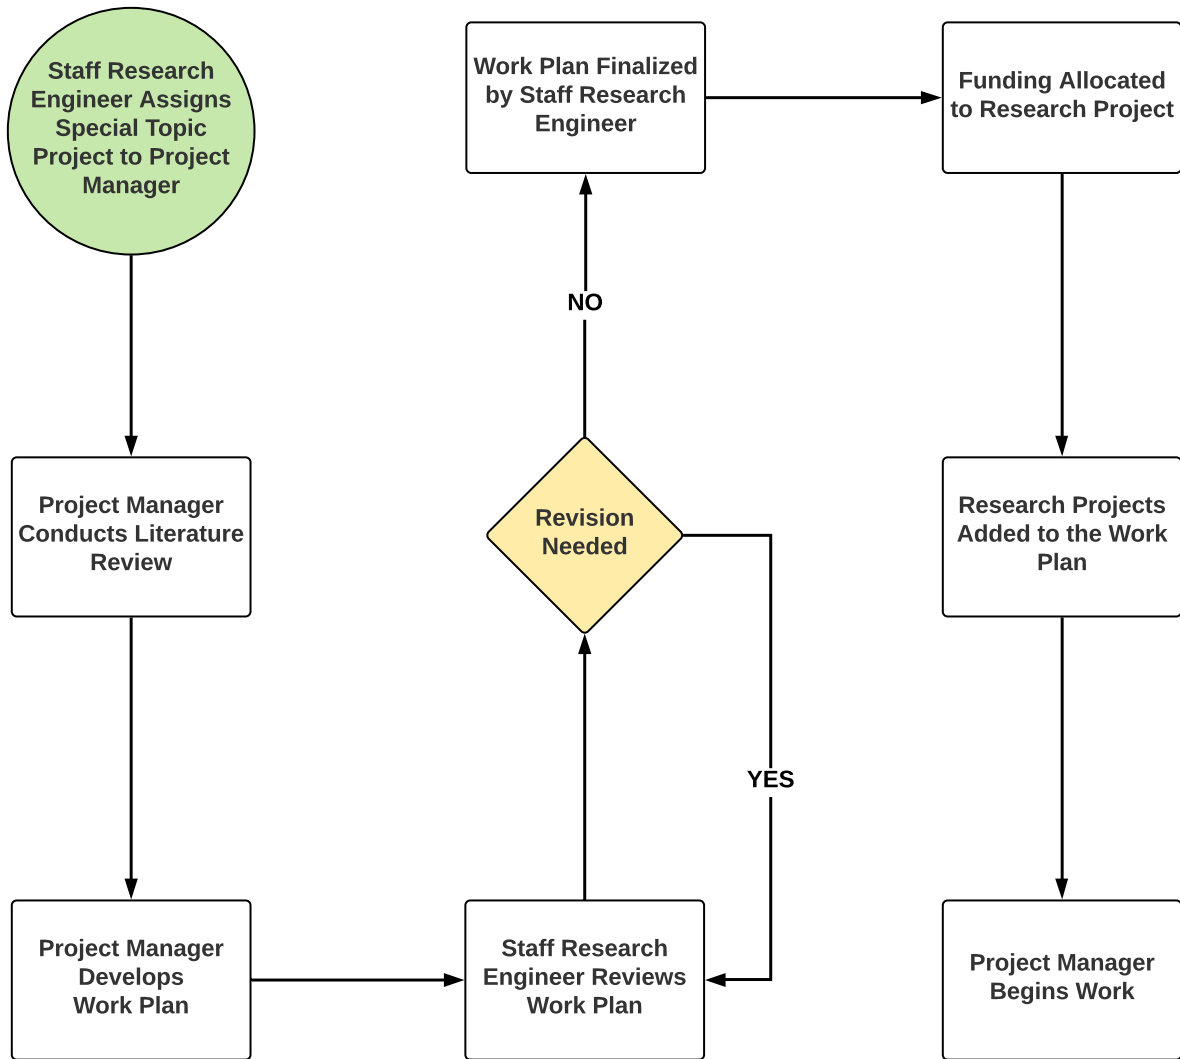 Staff Research
Engineer Assigns
Special Topic
Project to Project
Manager
Project Manager
Conducts Literature
Review
Project Manager
Develops
Work Plan
Staff Research
Engineer Reviews
Work Plan
Revision
Needed
YES
NO
Work Plan Finalized
by Staff Research
Engineer
Funding Allocated
to Research Project
Research Projects
Added to the Work
Plan
Project Manager
Begins Work